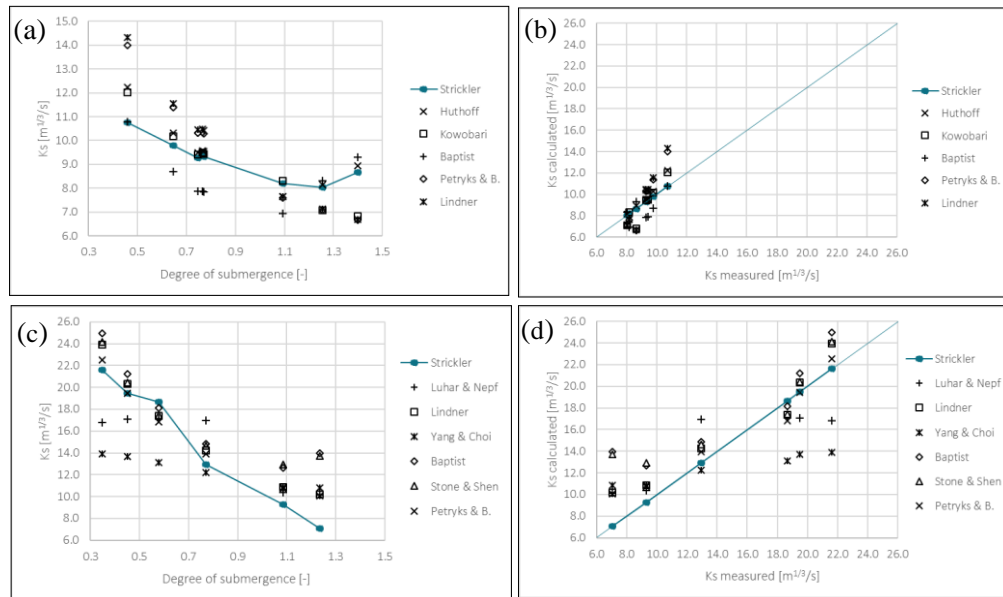 (a)
Ks [m1/3/s]
15.0
14.0
13.0
12.0
11.0
10.0
9.0
8.0
7.0
6.0
0.3 0.5 0.7 0.9 1.1 1.3 1.5
Degree of submergence [-]
Strickler
Huthoff
Kowobari
Baptist
Petryks & B.
Lindner
(b)
Ks calculated [m1/3/s]
26.0
24.0
22.0
20.0
18.0
16.0
14.0
12.0
10.0
8.0
6.0
6.0 8.0 10.0 12.0 14.0 16.0 18.0 20.0 22.0 24.0 26.0
Ks measured [m1/3/s]
Strickler
Huthoff
Kowobari
Baptist
Petryks & B.
Lindner
(c)
Ks [m1/3/s]
26.0
24.0
22.0
20.0
18.0
16.0
14.0
12.0
10.0
8.0
6.0
0.3 0.5 0.7 0.9 1.1 1.3 1.5
Degree of submergence [-]
Strickler
Luhar & Nepf
Lindner
Yang & Choi
Baptist
Stone & Shen
Petryks & B.
(d)
Ks calculated [m1/3/s]
26.0
24.0
22.0
20.0
18.0
16.0
14.0
12.0
10.0
8.0
6.0
6.0 8.0 10.0 12.0 14.0 16.0 18.0 20.0 22.0 24.0 26.0
Ks measured [m1/3/s]
Strickler
Luhar & Nepf
Lindner
Yang & Choi
Baptist
Stone & Shen
Petryks & B.